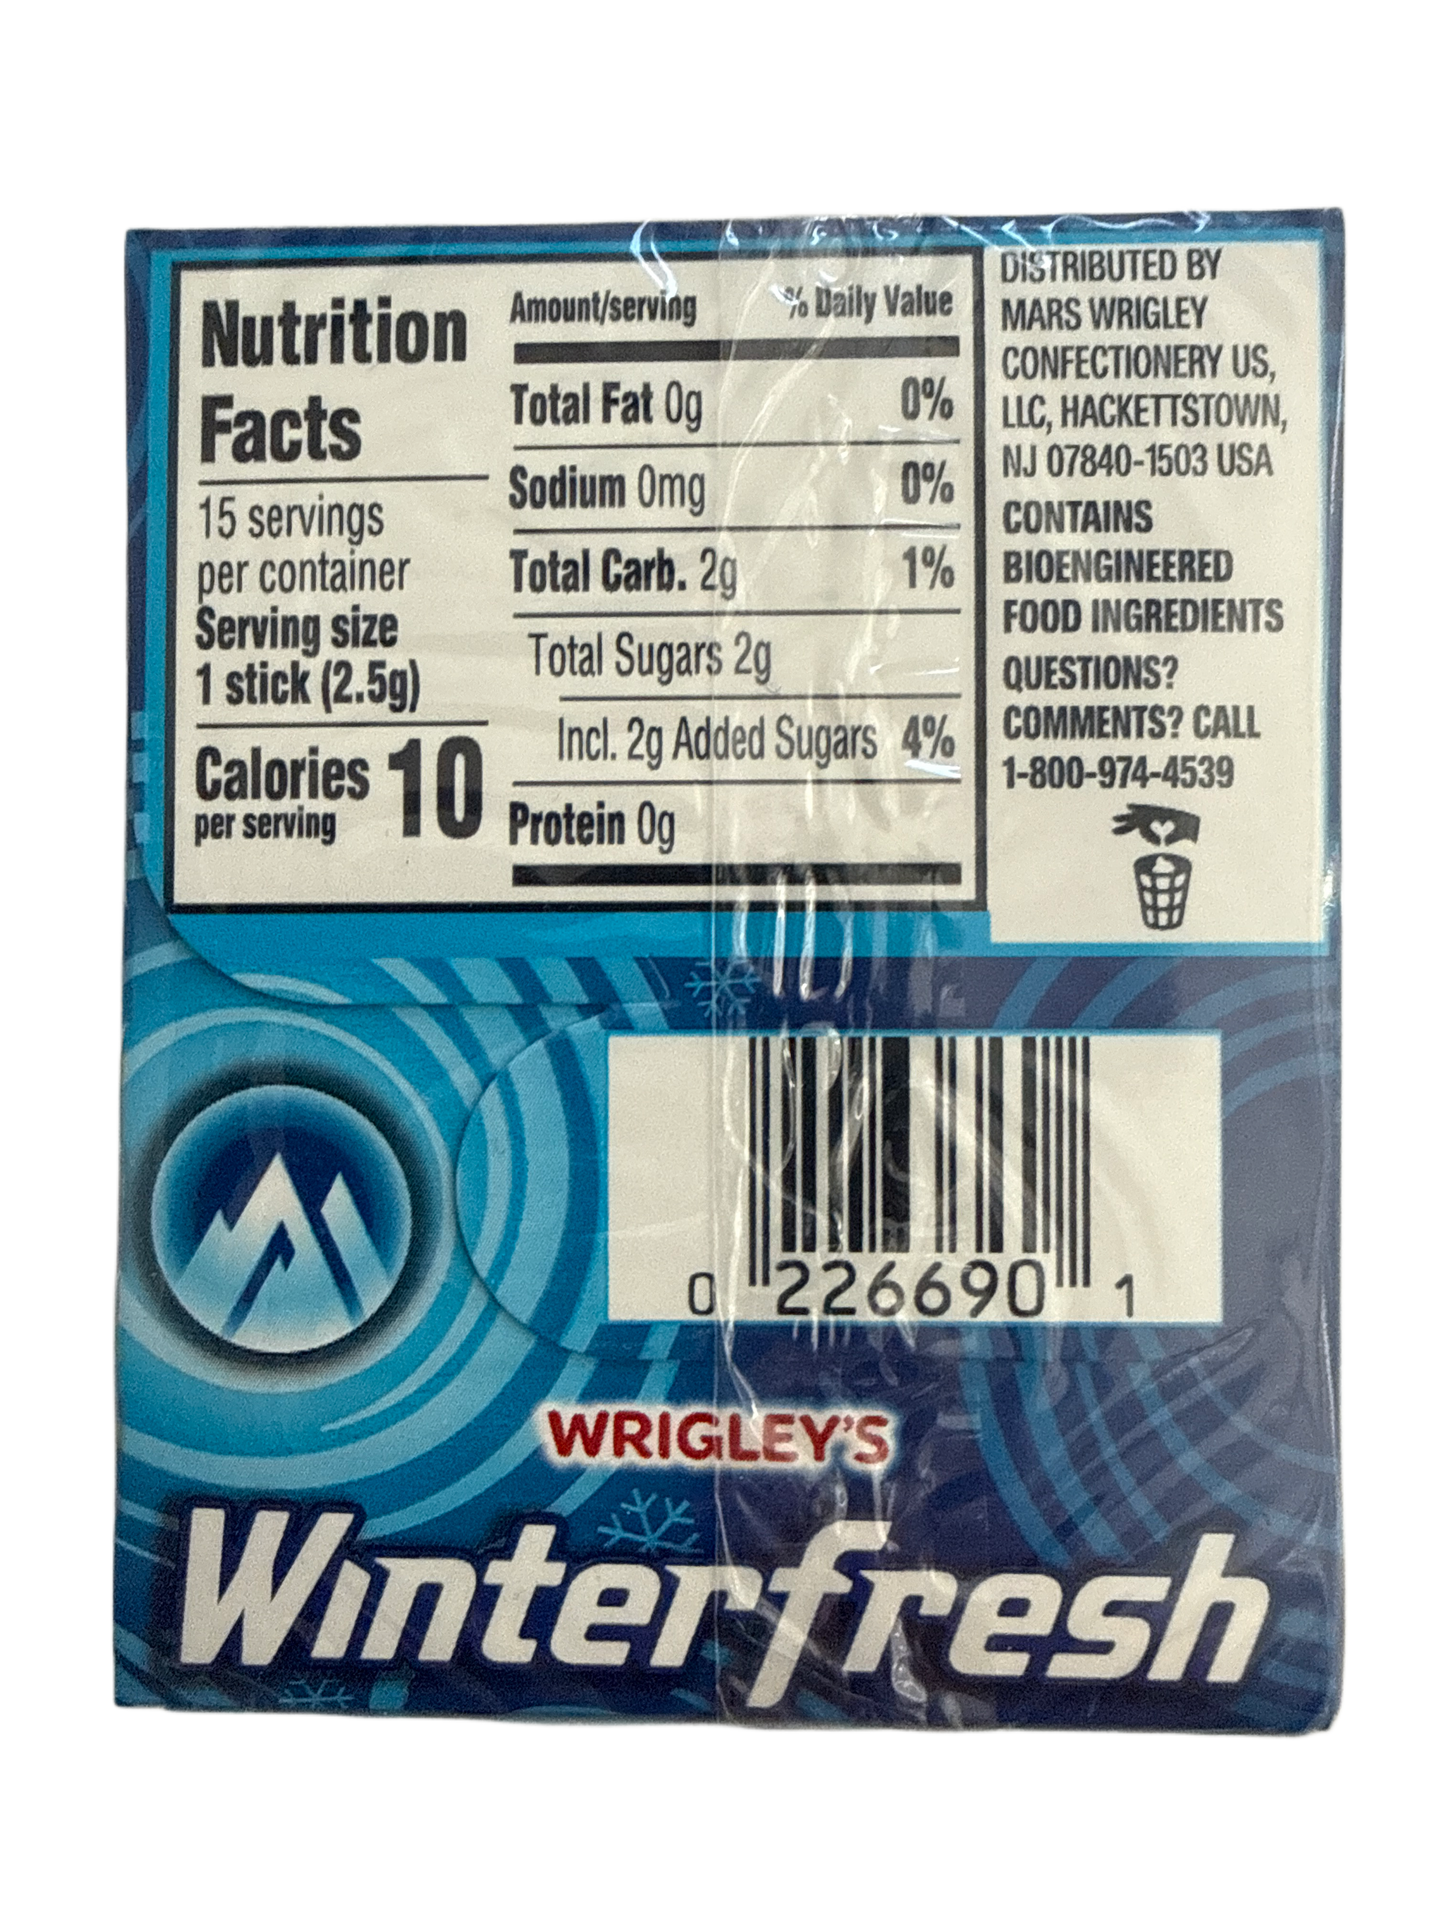 Nutrition
Facts
15 servings
per container
Serving size
1 stick (2.5g)
Calories 10
per serving
Amount/serving % Daily Value
Total Fat 0g 0%
Sodium 0mg 0%
Total Carb. 2g 1%
Total Sugars 2g
Incl. 2g Added Sugars 4%
Protein 0g
DISTRIBUTED BY
MARS WRIGLEY
CONFECTIONERY US,
LLC, HACKETTSTOWN,
NJ 07840-1503 USA
CONTAINS
BIOENGINEERED
FOOD INGREDIENTS
QUESTIONS?
COMMENTS? CALL
1-800-974-4539
0 226690 1
WRIGLEY'S
Winterfresh